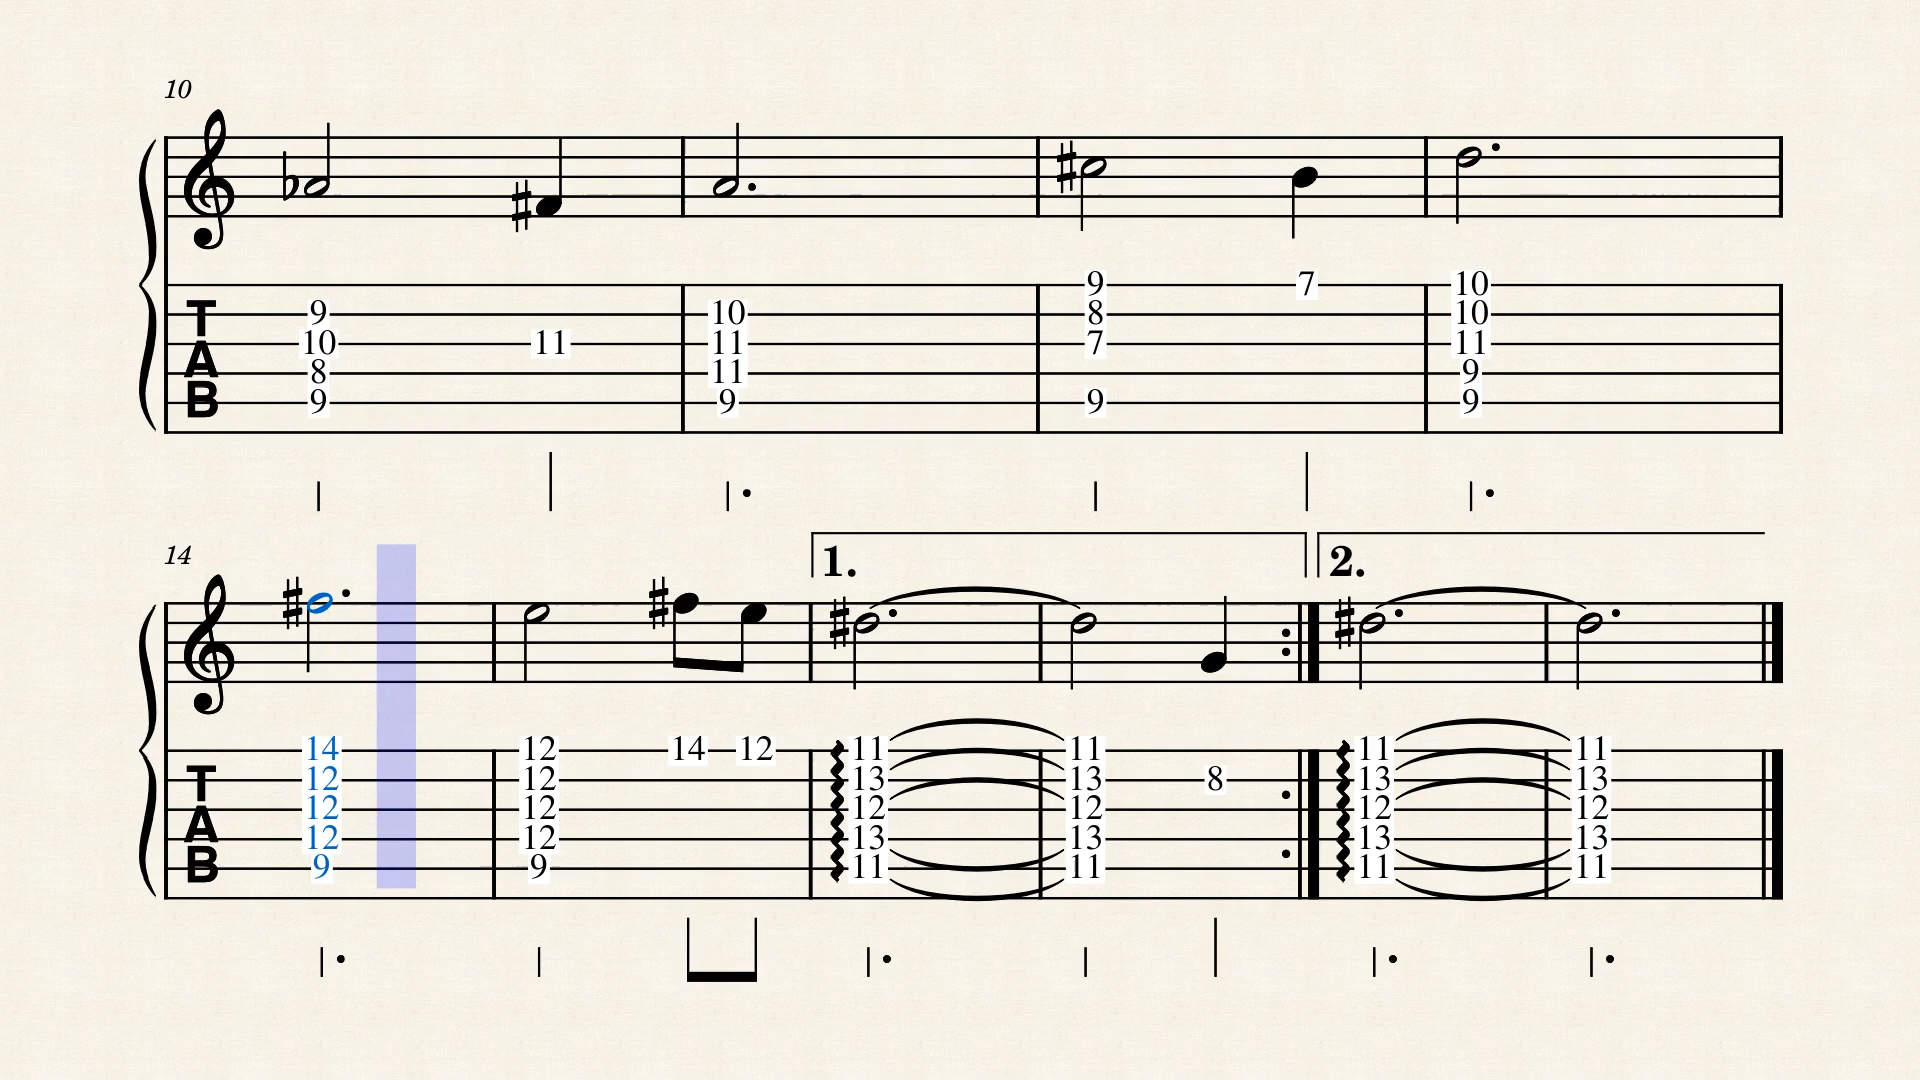 10
9 7 10
T 9 10 8 10
A 10 11 11 7 11
8 11 9
B 9 9 9 9
1. 2.
14
14 12 14 12 11 11 11 11
T 12 12 13 13 8 13 13
A 12 12 12 12 12 12
12 12 13 13 13 13
B 9 9 11 11 11 11